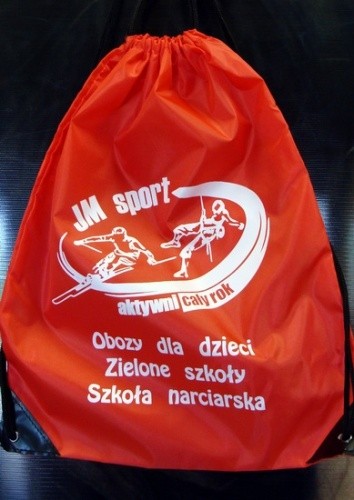 JM sport
aktywni cały rok
Obozy dla dzieci
Zielone szkoły
Szkoła narciarska